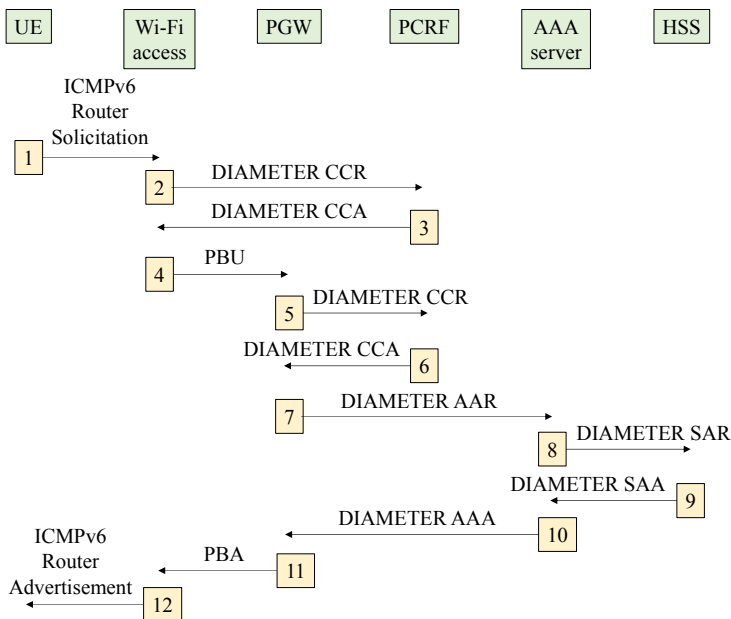 UE
Wi-Fi
access
PGW
PCRF
AAA
server
HSS
ICMPv6
Router
Solicitation
1
2
DIAMETER CCR
DIAMETER CCA
3
4
PBU
5
DIAMETER CCR
DIAMETER CCA
6
7
DIAMETER AAR
8
DIAMETER SAR
DIAMETER SAA
9
DIAMETER AAA
10
PBA
11
ICMPv6
Router
Advertisement
12